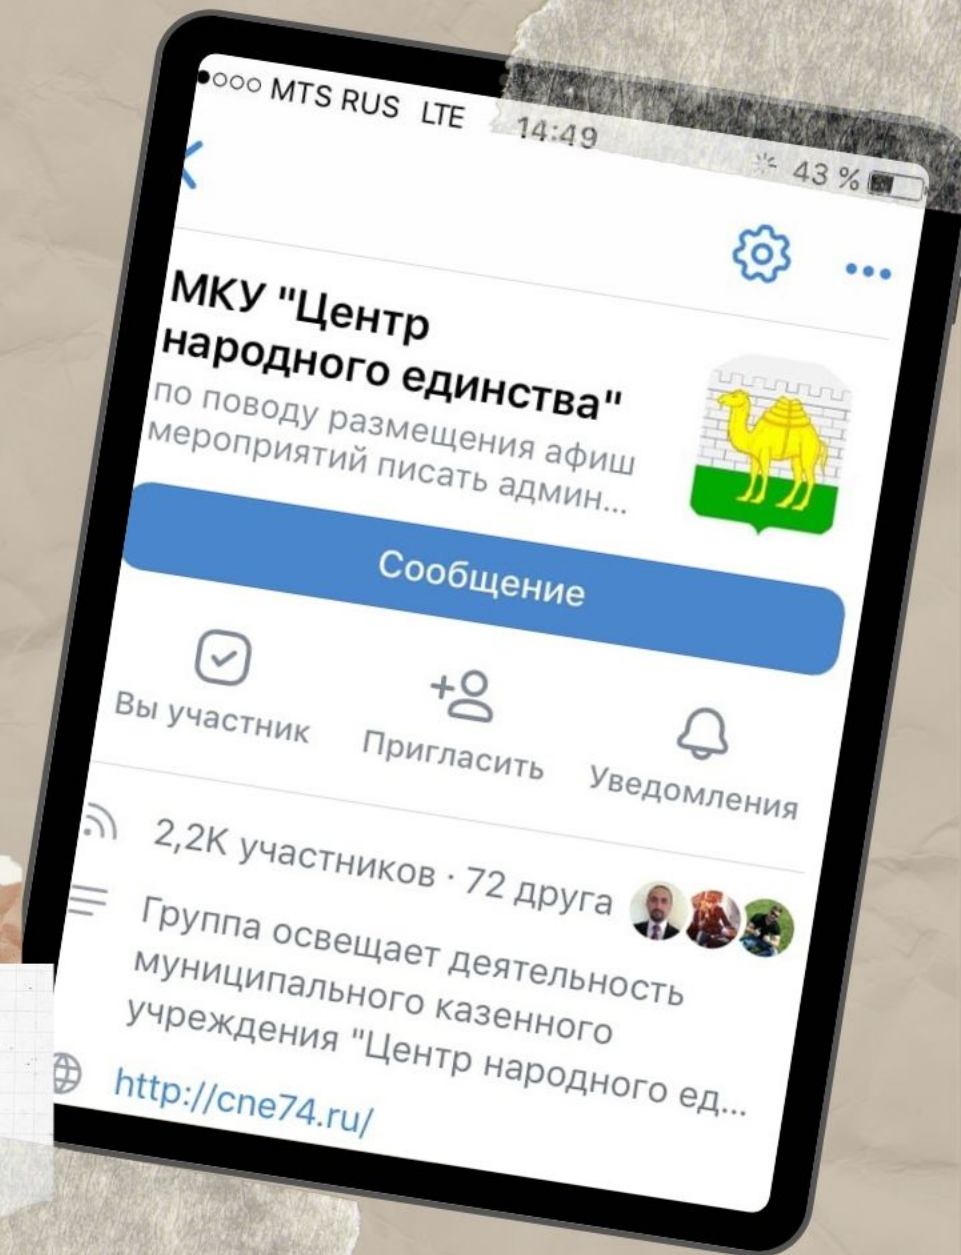 MTS RUS LTE 14:49 43 %
МКУ "Центр
народного единства"
по поводу размещения афиш
мероприятий писать админ...
Сообщение
Вы участник Пригласить Уведомления
2,2K участников · 72 друга
Группа освещает деятельность
муниципального казенного
учреждения "Центр народного ед...
http://cne74.ru/